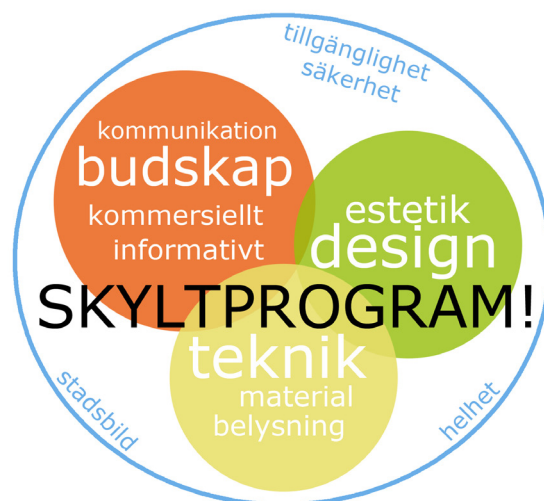 tillgänglighet
säkerhet
kommunikation
budskap
kommersiellt
informativt
estetik
design
SKYLTPROGRAM!
teknik
material
belysning
stadsbild
helhet